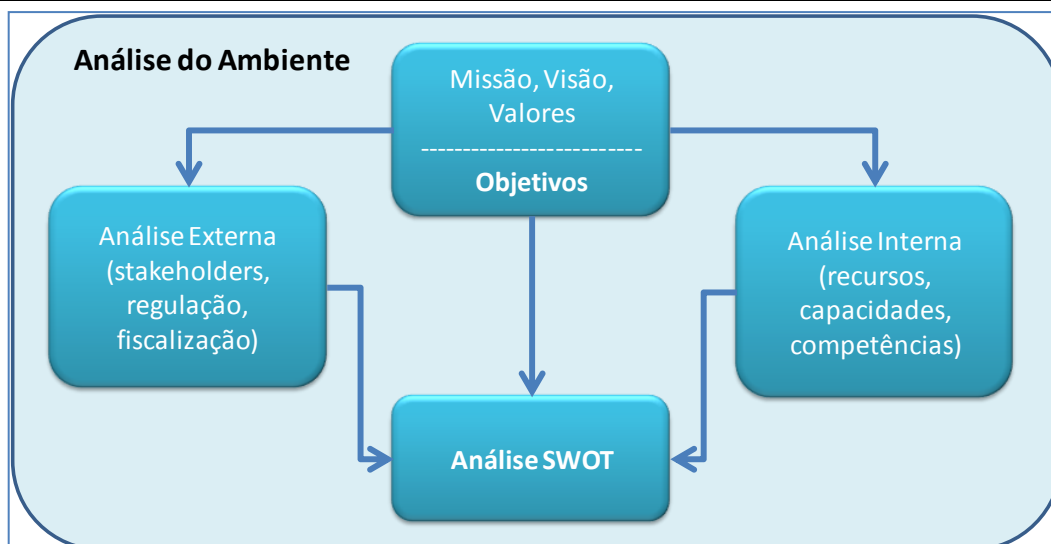 Análise do Ambiente
Missão, Visão,
Valores
---------------------------
Objetivos
Análise Externa
(stakeholders,
regulação,
fiscalização)
Análise Interna
(recursos,
capacidades,
competências)
Análise SWOT